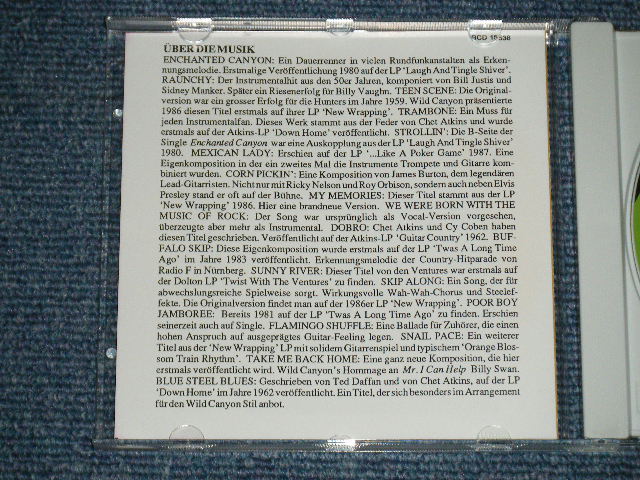 BCD 15538
ÜBER DIE MUSIK
ENCHANTED CANYON: Ein Dauerrenner in vielen Rundfunkanstalten als Erken-
nungsmelodie. Erstmalige Veröffentlichung 1980 auf der LP 'Laugh And Tingle Shiver'.
RAUNCHY: Der Instrumentalhit aus den 50er Jahren, komponiert von Bill Justis und
Sidney Manker. Später ein Riesenerfolg für Billy Vaughn. TEEN SCENE: Die Original-
version war ein grosser Erfolg für die Hunters im Jahre 1959. Wild Canyon präsentierte
1986 diesen Titel erstmals auf ihrer LP 'New Wrapping'. TRAMBONE: Ein Muss für
jeden Instrumentalfan. Dieses Werk stammt aus der Feder von Chet Atkins und wurde
erstmals auf der Atkins-LP 'Down Home' veröffentlicht. STROLLIN': Die B-Seite der
Single Enchanted Canyon war eine Auskopplung aus der LP 'Laugh And Tingle Shiver'
1980. MEXICAN LADY: Erschien auf der LP '...Like A Poker Game' 1987. Eine
Eigenkomposition in der ein zweites Mal die Instrumente Trompete und Gitarre kom-
biniert wurden. CORN PICKIN': Eine Komposition von James Burton, dem legendären
Lead-Gitarristen. Nicht nur mit Ricky Nelson und Roy Orbison, sondern auch neben Elvis
Presley stand er oft auf der Bühne. MY MEMORIES: Dieser Titel stammt aus der LP
'New Wrapping' 1986. Hier eine brandneue Version. WE WERE BORN WITH THE
MUSIC OF ROCK: Der Song war ursprünglich als Vocal-Version vorgesehen,
überzeugte aber mehr als Instrumental. DOBRO: Chet Atkins und Cy Coben haben
diesen Titel geschrieben. Veröffentlicht auf der Atkins-LP 'Guitar Country' 1962. BUF-
FALO SKIP: Diese Eigenkomposition wurde erstmals auf der LP 'Twas A Long Time
Ago' im Jahre 1983 veröffentlicht. Erkennungsmelodie der Country-Hitparade von
Radio F in Nürnberg. SUNNY RIVER: Dieser Titel von den Ventures war erstmals auf
der Dolton LP 'Twist With The Ventures' zu finden. SKIP ALONG: Ein Song, der für
abwechslungsreiche Spielweise sorgt. Wirkungsvolle Wah-Wah-Chorus und Steelef-
fekte. Die Originalversion findet man auf der 1986er LP 'New Wrapping'. POOR BOY
JAMBOREE: Bereits 1981 auf der LP 'Twas A Long Time Ago' zu finden. Erschien
seinerzeit auch auf Single. FLAMINGO SHUFFLE: Eine Ballade für Zuhörer, die einen
hohen Anspruch auf ausgeprägtes Guitar-Feeling legen. SNAIL PACE: Ein weiterer
Titel aus der 'New Wrapping' LP mit solidem Gitarrenspiel und typischem 'Orange Blos-
som Train Rhythm'. TAKE ME BACK HOME: Eine ganz neue Komposition, die hier
erstmals veröffentlicht wird. Wild Canyon's Hommage an Mr. I Can Help Billy Swan.
BLUE STEEL BLUES: Geschrieben von Ted Daffan und von Chet Atkins, auf der LP
'Down Home' im Jahre 1962 veröffentlicht. Ein Titel, der sich besonders im Arrangement
für den Wild Canyon Stil anbot.